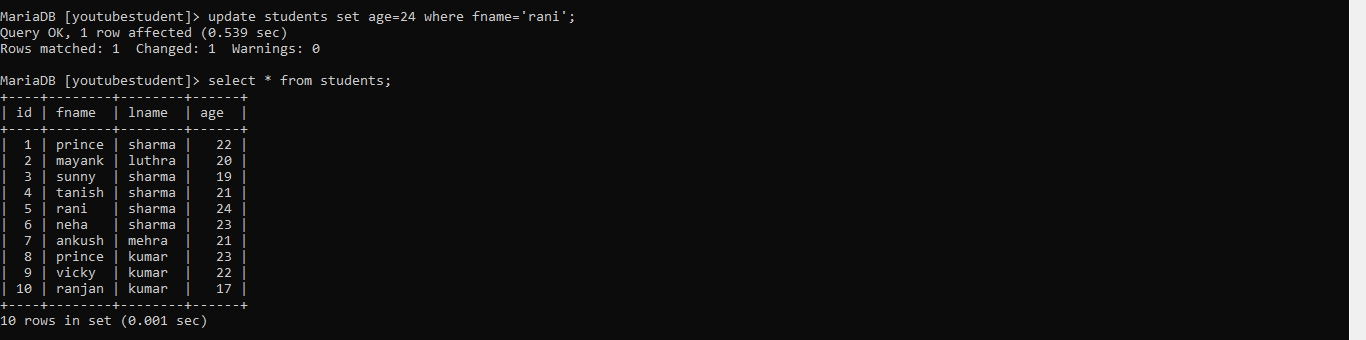 MariaDB [youtubestudent]> update students set age=24 where fname='rani';
Query OK, 1 row affected (0.539 sec)
Rows matched: 1  Changed: 1  Warnings: 0

MariaDB [youtubestudent]> select * from students;
+----+--------+--------+------+
| id | fname  | lname  | age  |
+----+--------+--------+------+
|  1 | prince | sharma |   22 |
|  2 | mayank | luthra |   20 |
|  3 | sunny  | sharma |   19 |
|  4 | tanish | sharma |   21 |
|  5 | rani   | sharma |   24 |
|  6 | neha   | sharma |   23 |
|  7 | ankush | mehra  |   21 |
|  8 | prince | kumar  |   23 |
|  9 | vicky  | kumar  |   22 |
| 10 | ranjan | kumar  |   17 |
+----+--------+--------+------+
10 rows in set (0.001 sec)